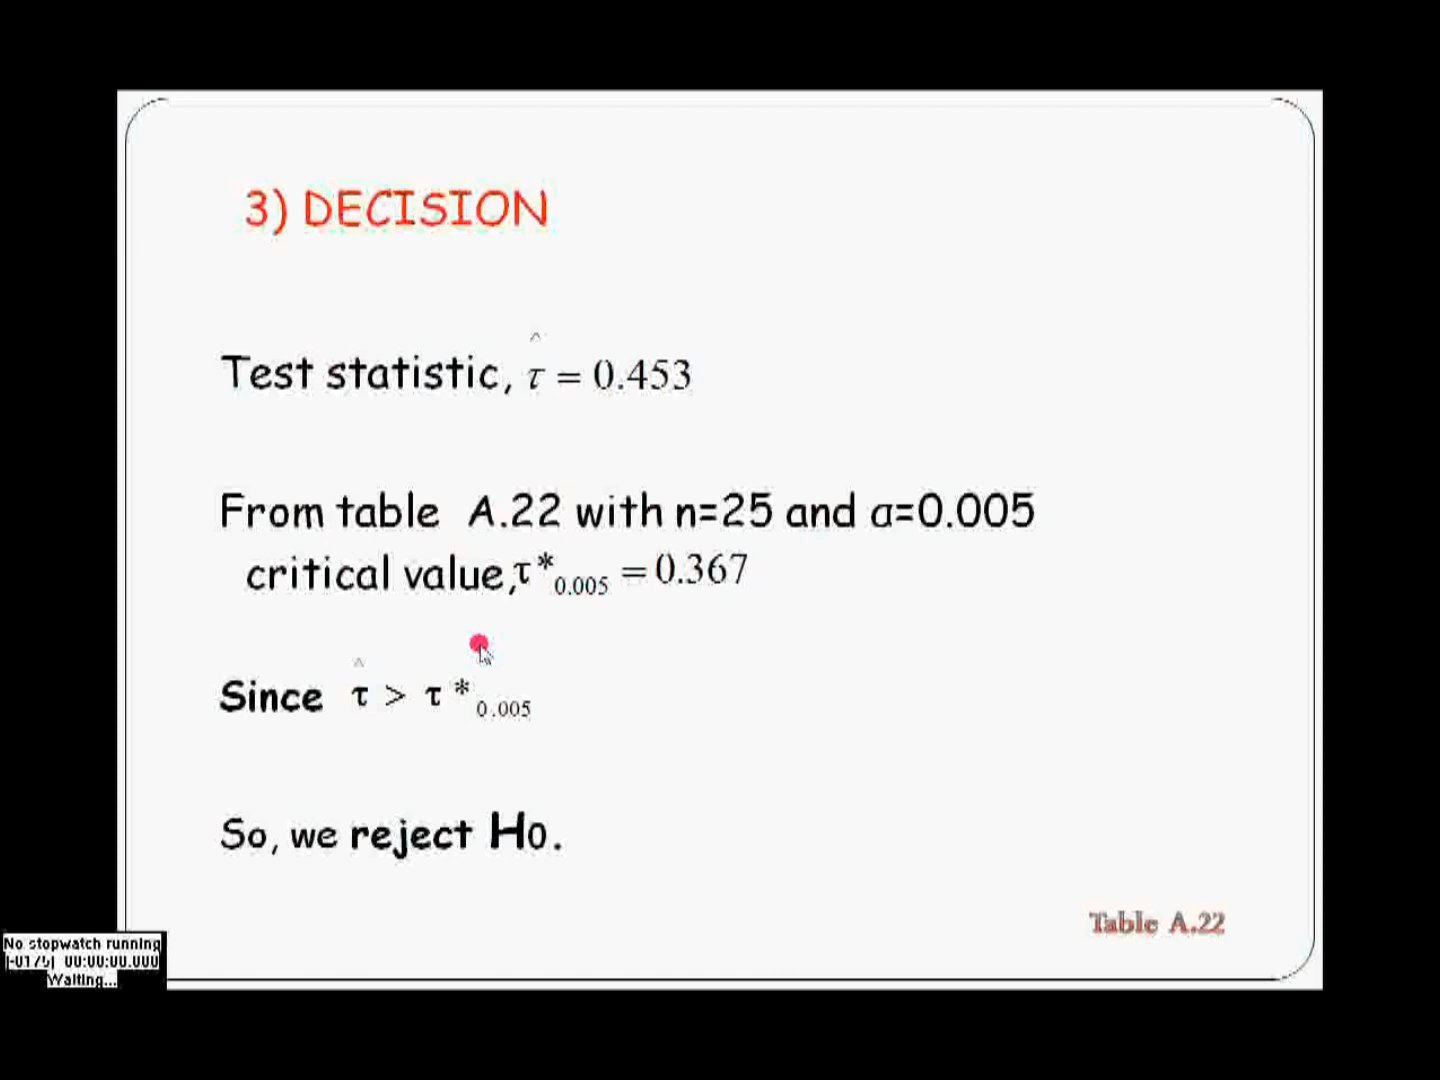 3) DECISION
Test statistic, τ̂ = 0.453
From table A.22 with n=25 and α=0.005
critical value,τ*0.005 = 0.367
Since τ̂ > τ*0.005
So, we reject H0.
Table A.22
No stopwatch running
00:00:00.000
Waiting...